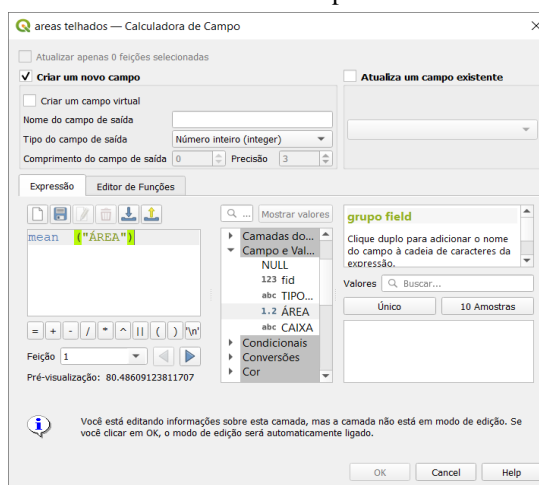 areas telhados — Calculadora de Campo
Atualizar apenas 0 feições selecionadas
Criar um novo campo
Atualiza um campo existente
Criar um campo virtual
Nome do campo de saída
Tipo do campo de saída Número inteiro (integer)
Comprimento do campo de saída 0 Precisão 3
Expressão Editor de Funções
mean ("ÁREA")
= + - / * ^ || ( ) '\n'
Feição 1
Pré-visualização: 80.48609123811707
... Mostrar valores
Camadas do...
Campo e Val...
NULL
123 fid
abc TIPO...
1.2 ÁREA
abc CAIXA
Condicionais
Conversões
Cor
grupo field
Clique duplo para adicionar o nome
do campo à cadeia de caracteres da
expressão.
Valores Buscar...
Único 10 Amostras
Você está editando informações sobre esta camada, mas a camada não está em modo de edição. Se
você clicar em OK, o modo de edição será automaticamente
ligado.
OK Cancel Help